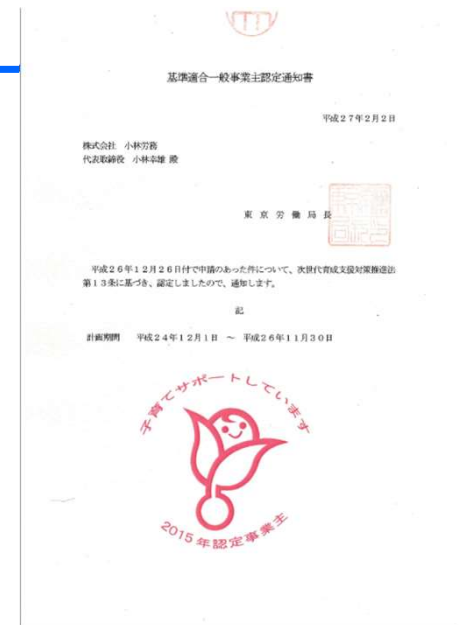 基準適合一般事業主認定通知書
平成27年2月2日
株式会社 小林労務
代表取締役 小林幸雄 殿
東京労働局長
平成26年12月26日付で申請のあった件について、次世代育成支援対策推進法
第13条に基づき、認定しましたので、通知します。
記
計画期間 平成24年12月1日 ～ 平成26年11月30日
子育てサポートしています
2015年認定事業主